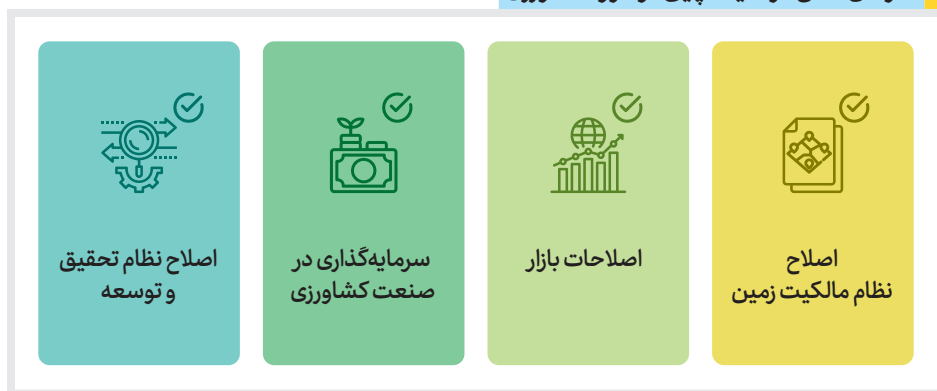 اصلاح
نظام مالکیت زمین
اصلاحات بازار
سرمایه‌گذاری در
صنعت کشاورزی
اصلاح نظام تحقیق
و توسعه